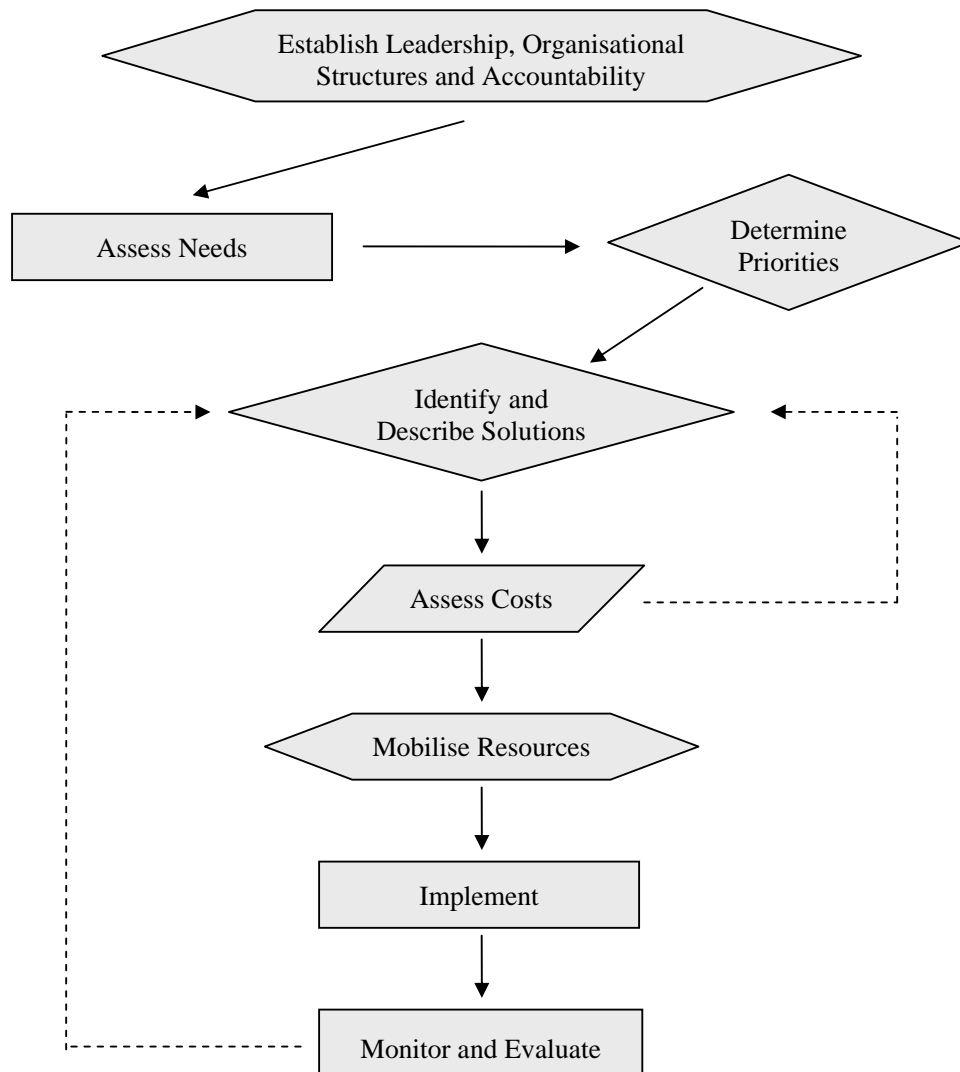 Establish Leadership, Organisational
Structures and Accountability
Assess Needs
Determine
Priorities
Identify and
Describe Solutions
Assess Costs
Mobilise Resources
Implement
Monitor and Evaluate